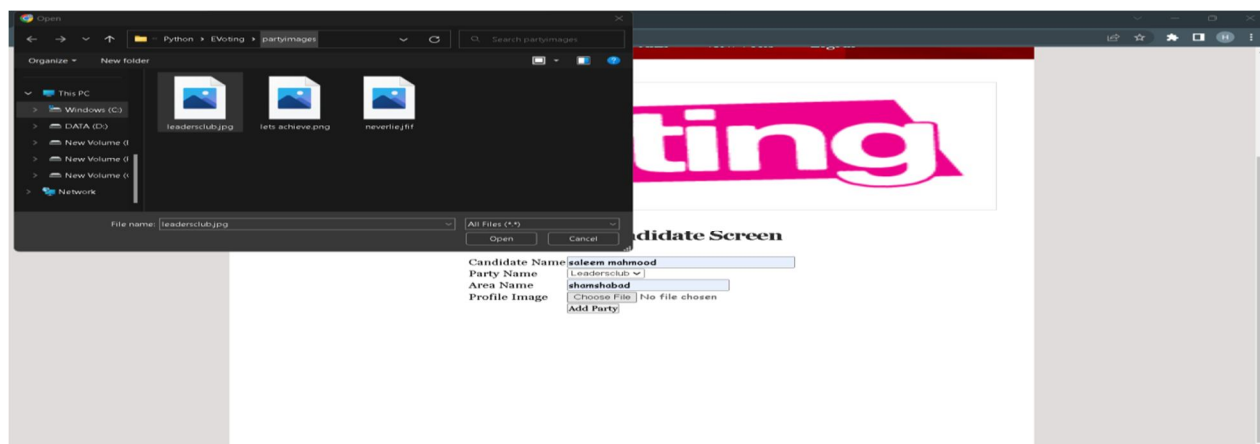 Open
Python > EVoting > partyimages
Search partyimages
Organize
New folder
This PC
Windows (C:)
DATA (D:)
New Volume (
New Volume (
New Volume (
Network
leadersclub.jpg
lets achieve.png
neverlie.jfif
File name: leadersclub.jpg
All Files (*.*)
Open
Cancel
H
Logout
ting
didate Screen
Candidate Name saleem mahmood
Party Name Leadersclub
Area Name shamshabad
Profile Image Choose File No file chosen
Add Party